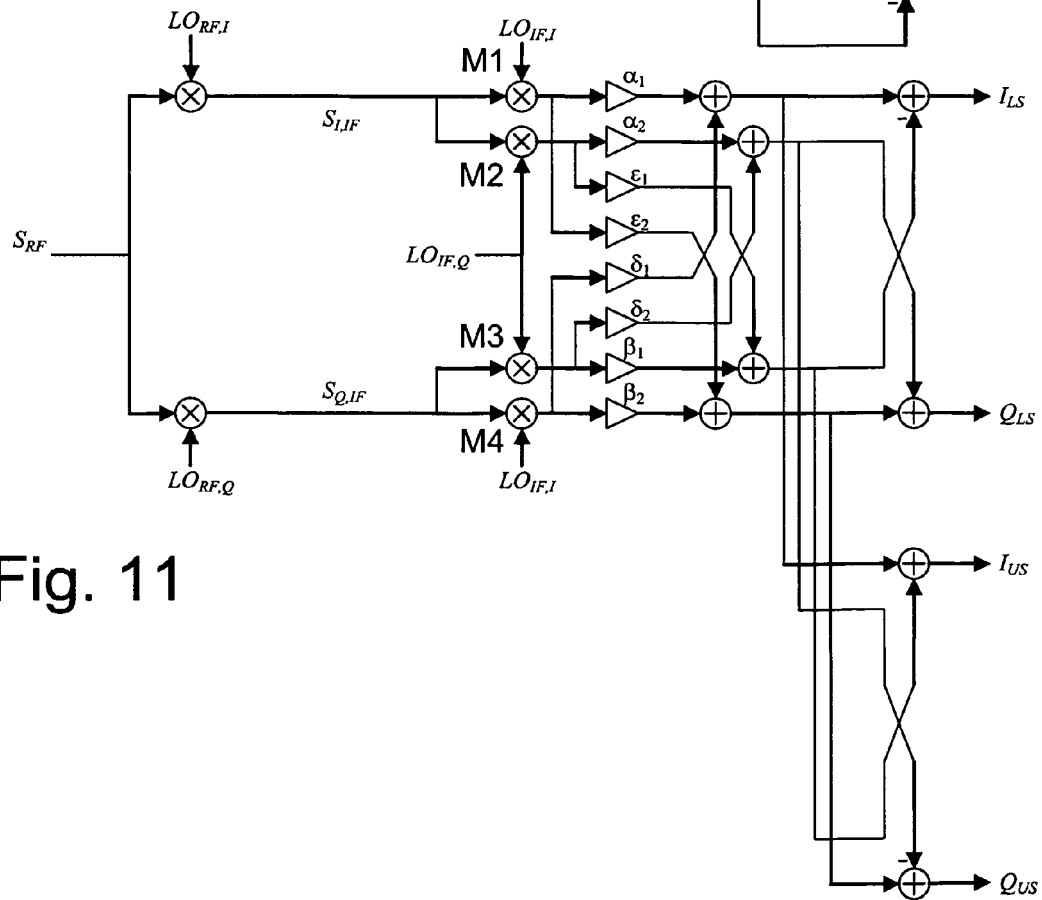 LO_RF,I
LO_IF,I
M1
α1
I_LS
-
-
S_I,IF
α2
M2
ε1
S_RF
ε2
LO_IF,Q
δ1
δ2
M3
β1
S_Q,IF
β2
Q_LS
M4
LO_RF,Q
LO_IF,I
Fig. 11
I_US
-
Q_US